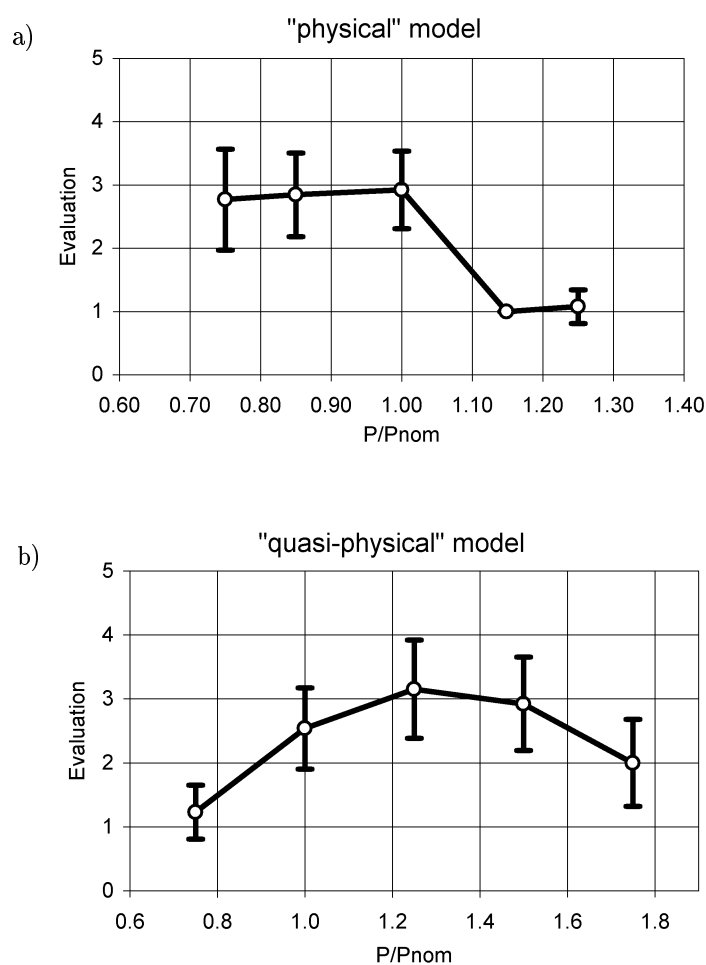 a)
"physical" model
5
4
3
2
1
0
Evaluation
0.60 0.70 0.80 0.90 1.00 1.10 1.20 1.30 1.40
P/Pnom
b)
"quasi-physical" model
5
4
3
2
1
0
Evaluation
0.6 0.8 1.0 1.2 1.4 1.6 1.8
P/Pnom